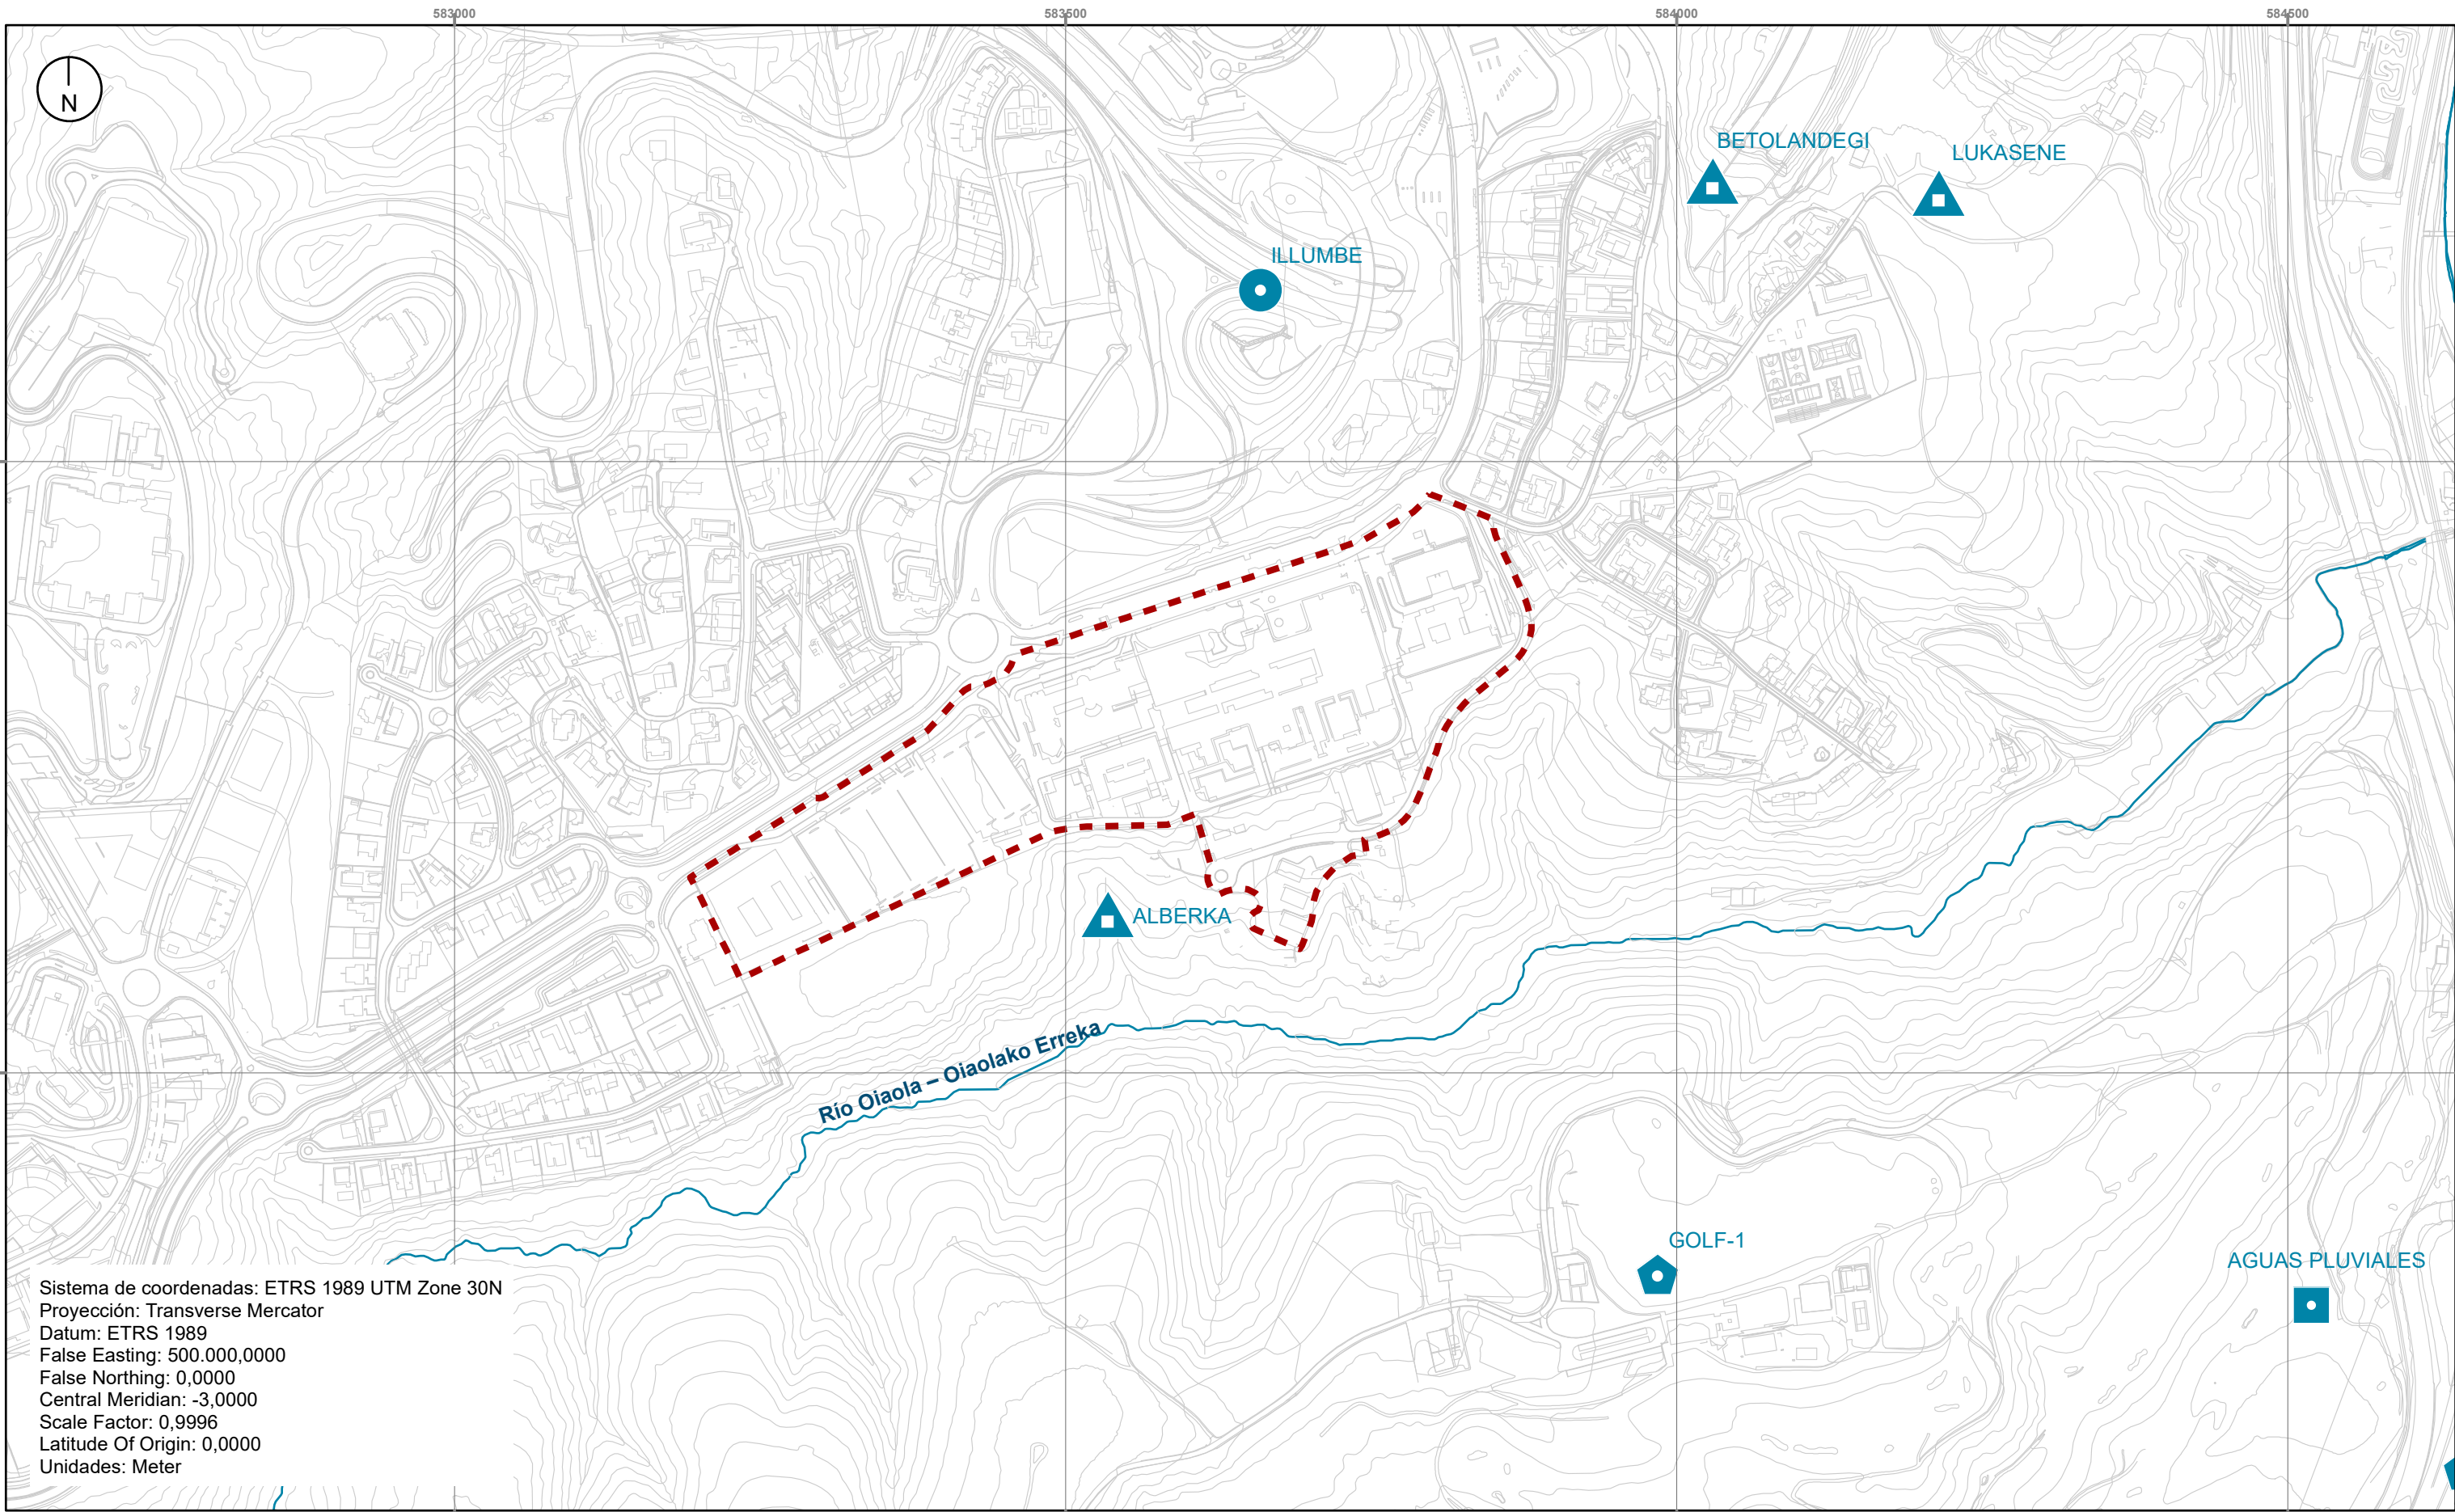 583000
583500
584000
584500
N
BETOLANDEGI
LUKASENE
ILLUMBE
ALBERKA
Río Oiaola – Oiaolako Erreka
GOLF-1
AGUAS PLUVIALES
Sistema de coordenadas: ETRS 1989 UTM Zone 30N
Proyección: Transverse Mercator
Datum: ETRS 1989
False Easting: 500.000,0000
False Northing: 0,0000
Central Meridian: -3,0000
Scale Factor: 0,9996
Latitude Of Origin: 0,0000
Unidades: Meter